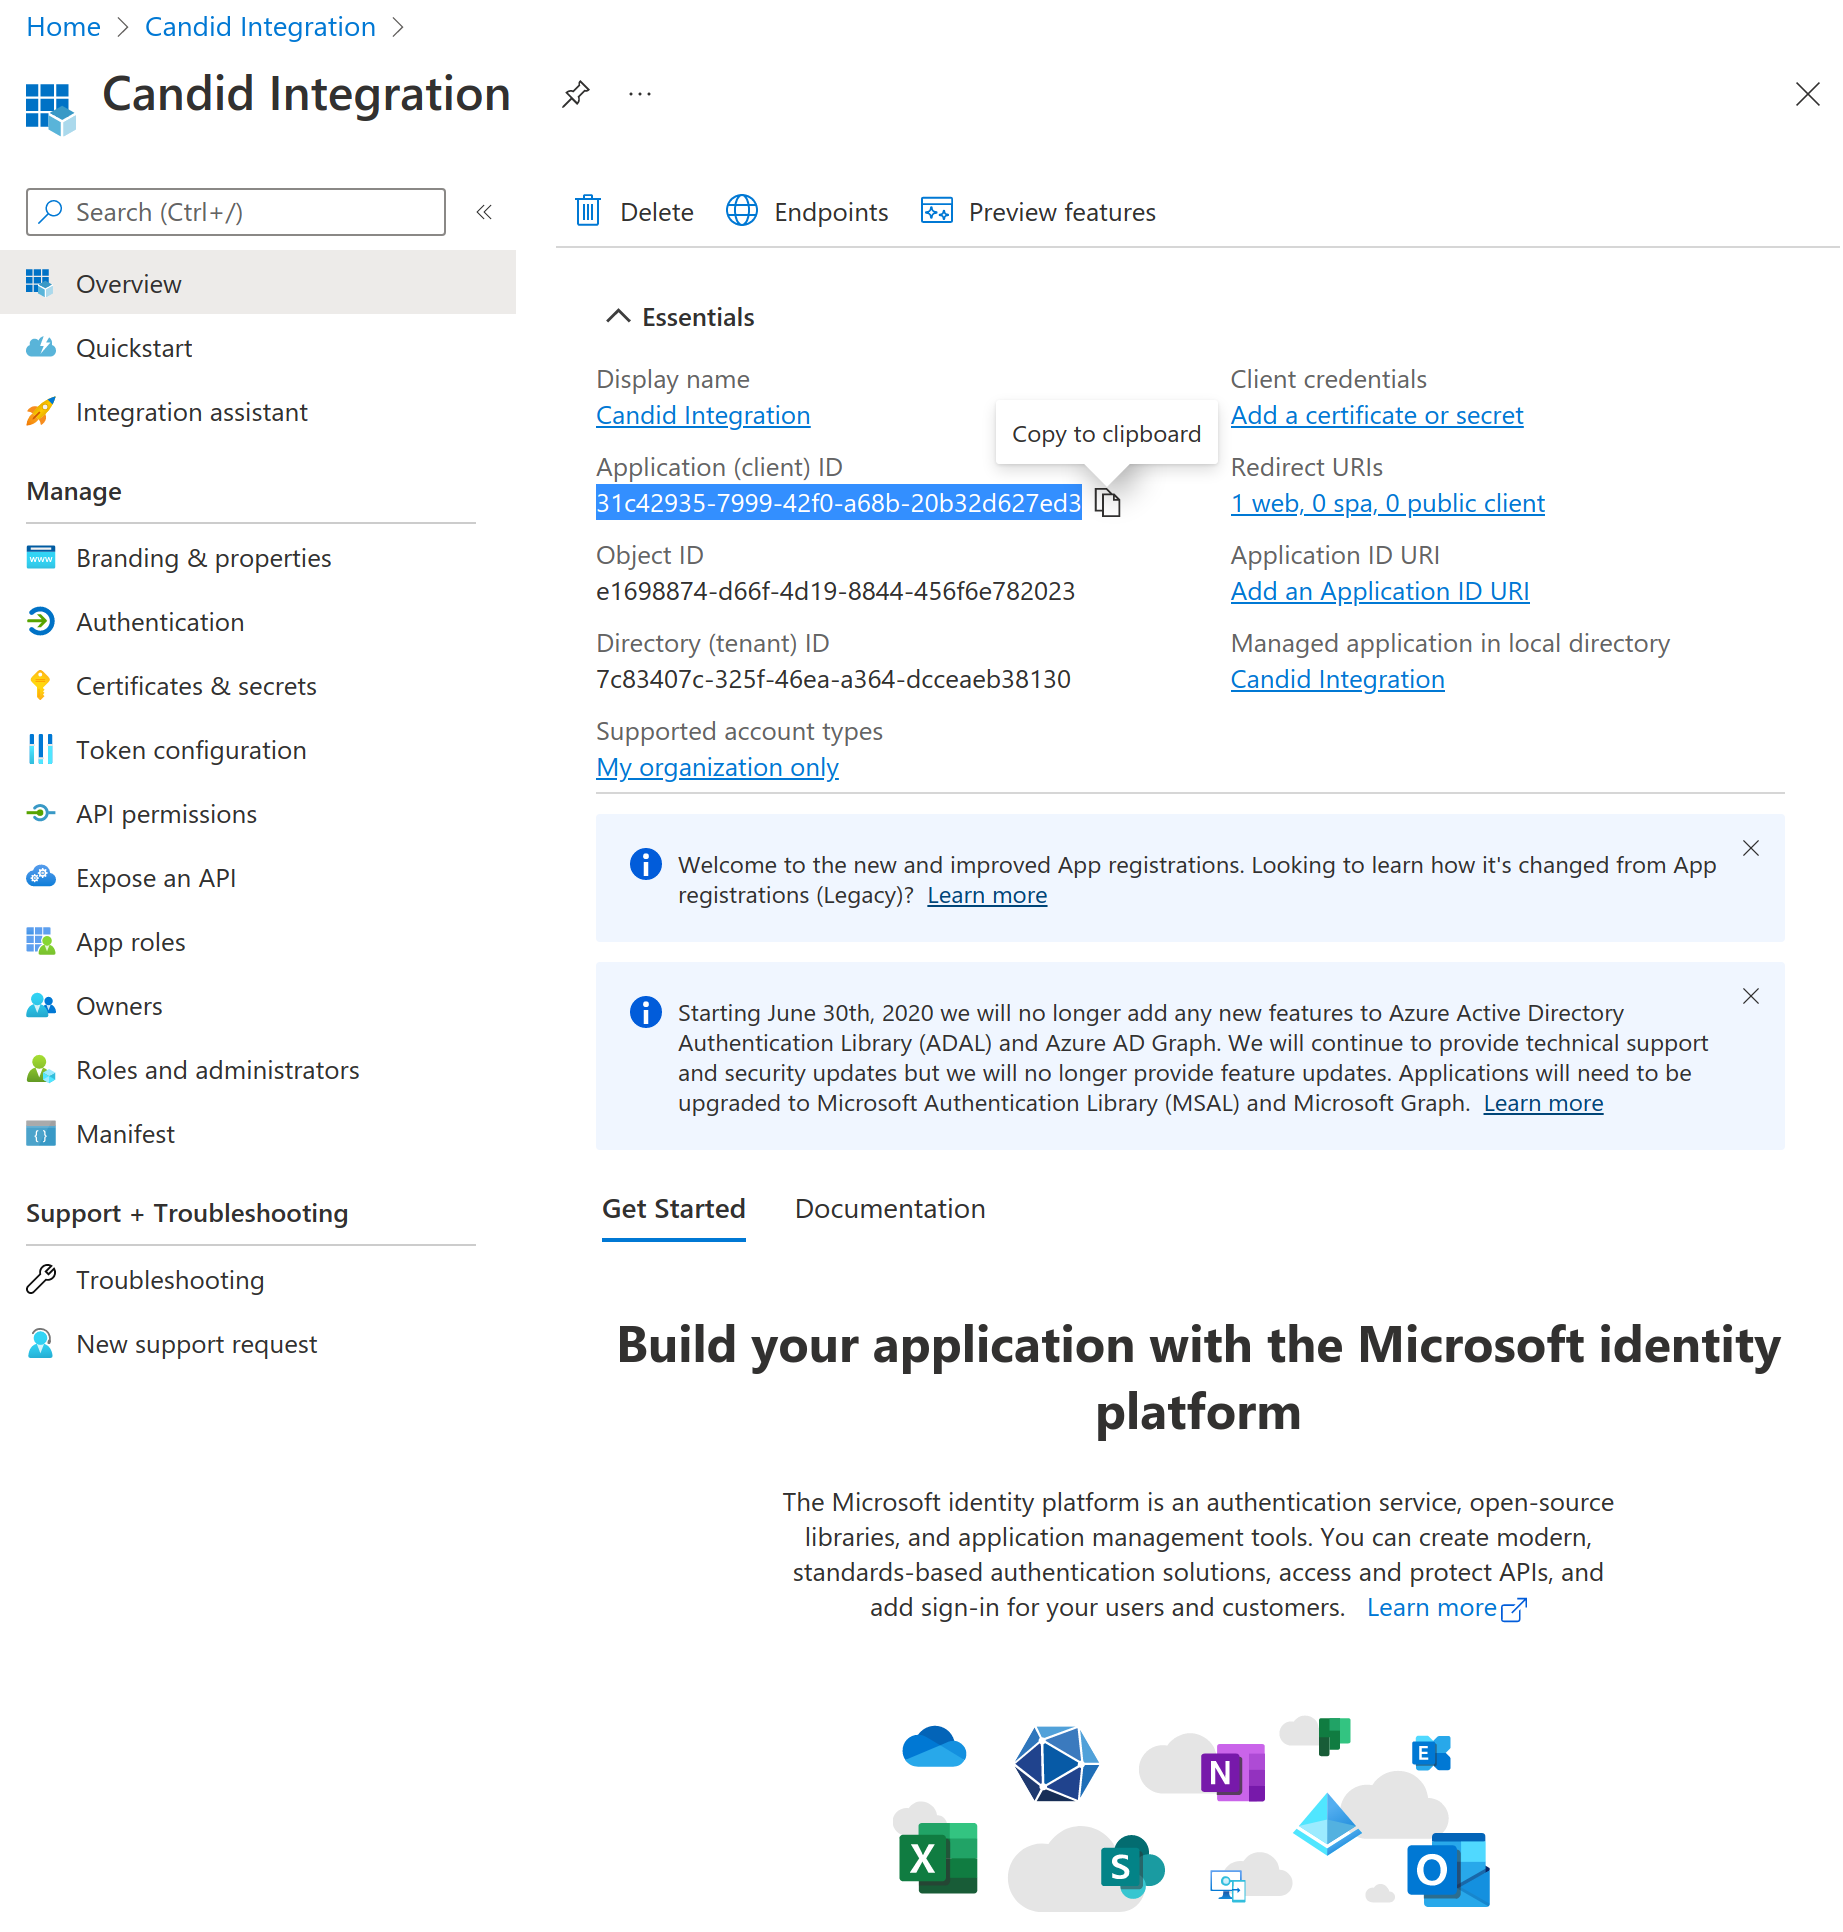 Home > Candid Integration >
Candid Integration ...
Search (Ctrl+/) «
Overview
Quickstart
Integration assistant
Manage
Branding & properties
Authentication
Certificates & secrets
Token configuration
API permissions
Expose an API
App roles
Owners
Roles and administrators
Manifest
Support + Troubleshooting
Troubleshooting
New support request
Delete Endpoints Preview features
Essentials
Display name
Candid Integration
Copy to clipboard
Application (client) ID
31c42935-7999-42f0-a68b-20b32d627ed3
Object ID
e1698874-d66f-4d19-8844-456f6e782023
Directory (tenant) ID
7c83407c-325f-46ea-a364-dcceaeb38130
Supported account types
My organization only
Client credentials
Add a certificate or secret
Redirect URIs
1 web, 0 spa, 0 public client
Application ID URI
Add an Application ID URI
Managed application in local directory
Candid Integration
Welcome to the new and improved App registrations. Looking to learn how it's changed from App
registrations (Legacy)? Learn more
Starting June 30th, 2020 we will no longer add any new features to Azure Active Directory
Authentication Library (ADAL) and Azure AD Graph. We will continue to provide technical support
and security updates but we will no longer provide feature updates. Applications will need to be
upgraded to Microsoft Authentication Library (MSAL) and Microsoft Graph. Learn more
Get Started Documentation
Build your application with the Microsoft identity
platform
The Microsoft identity platform is an authentication service, open-source
libraries, and application management tools. You can create modern,
standards-based authentication solutions, access and protect APIs, and
add sign-in for your users and customers. Learn more
N
E
X
S
O